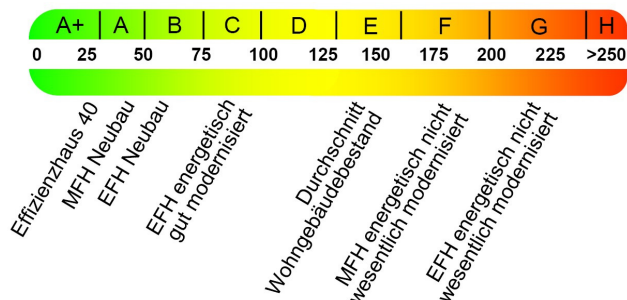 A+ A B C D E F G H
0 25 50 75 100 125 150 175 200 225 >250
Effizienzhaus 40
MFH Neubau
EFH Neubau
EFH energetisch
gut modernisiert
Durchschnitt
Wohngebäudebestand
MFH energetisch nicht
wesentlich modernisiert
EFH energetisch nicht
wesentlich modernisiert